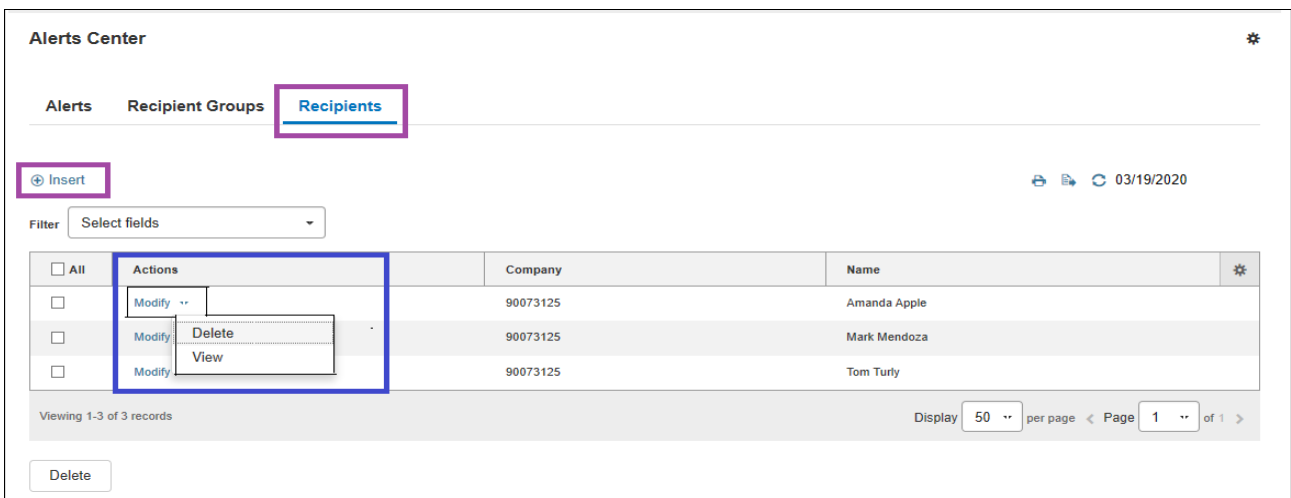 Alerts Center
Alerts Recipient Groups Recipients
Insert 03/19/2020
Filter Select fields
All Actions Company Name
Modify 90073125 Amanda Apple
Delete
Modify 90073125 Mark Mendoza
View
Modify 90073125 Tom Turly
Viewing 1-3 of 3 records Display 50 per page < Page 1 of 1 >
Delete